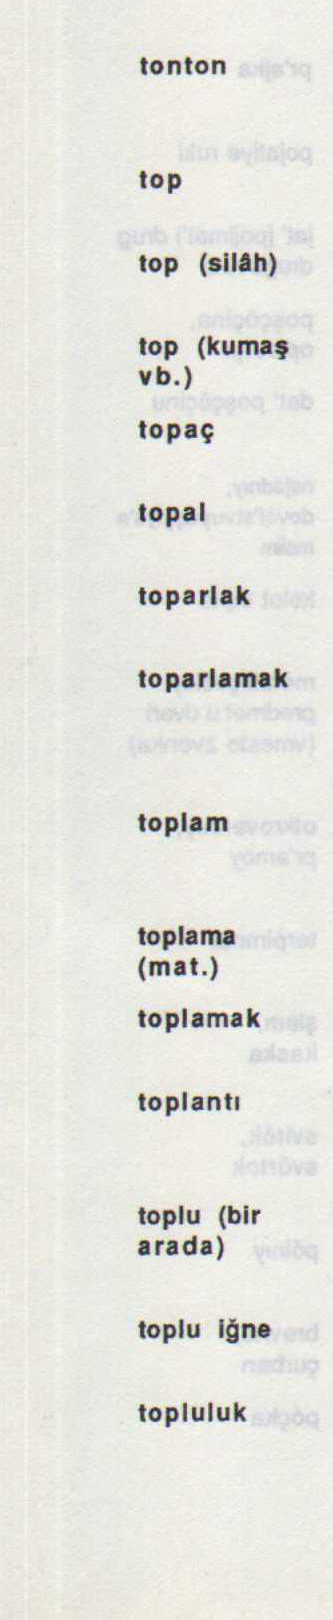 tonton
top
top (silâh)
top (kumaş
vb.)
topaç
topal
toparlak
toparlamak
toplam
toplama
(mat.)
toplamak
toplantı
toplu (bir
arada)
toplu iğne
topluluk